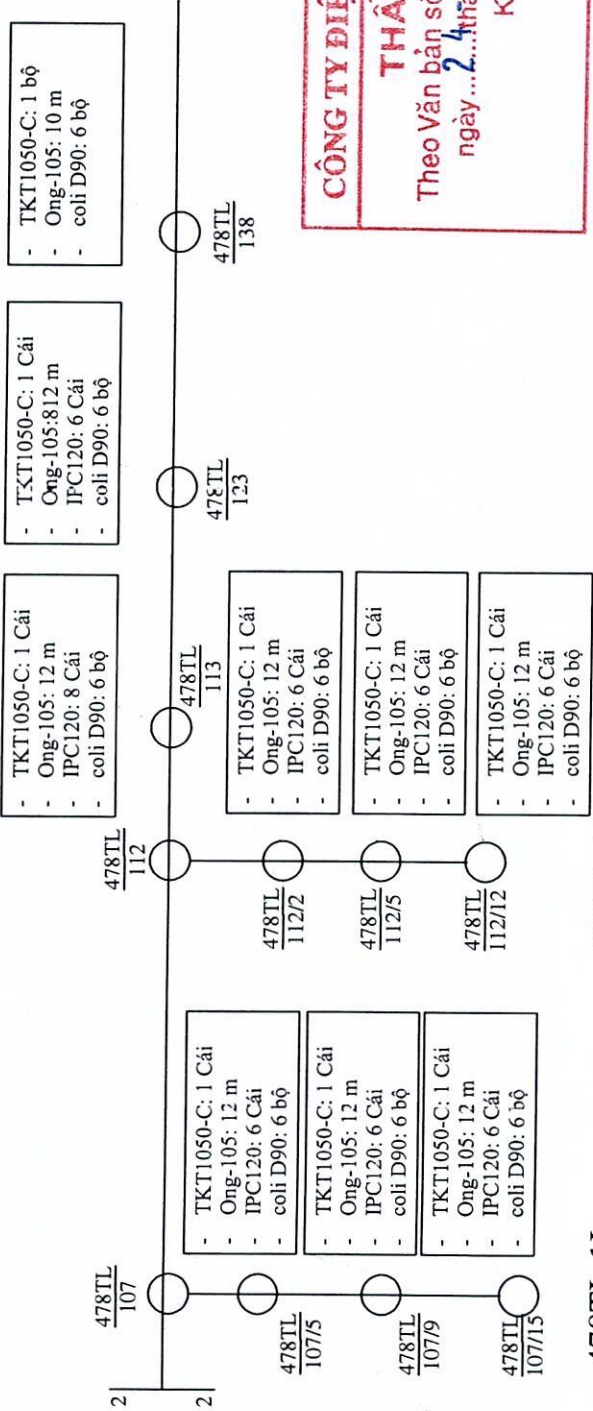 - TKT1050-C: 1 Cái
- Ong-105: 12 m
- IPC120: 8 Cái
- coli D90: 6 bộ
- TKT1050-C: 1 Cái
- Ong-105:812 m
- IPC120: 6 Cái
- coli D90: 6 bộ
- TKT1050-C: 1 bộ
- Ong-105: 10 m
- coli D90: 6 bộ
2
2
478TL
107
478TL
112
478TL
113
478TL
123
478TL
138
478TL
107/5
- TKT1050-C: 1 Cái
- Ong-105: 12 m
- IPC120: 6 Cái
- coli D90: 6 bộ
478TL
107/9
- TKT1050-C: 1 Cái
- Ong-105: 12 m
- IPC120: 6 Cái
- coli D90: 6 bộ
478TL
107/15
- TKT1050-C: 1 Cái
- Ong-105: 12 m
- IPC120: 6 Cái
- coli D90: 6 bộ
478TL
112/2
- TKT1050-C: 1 Cái
- Ong-105: 12 m
- IPC120: 6 Cái
- coli D90: 6 bộ
478TL
112/5
- TKT1050-C: 1 Cái
- Ong-105: 12 m
- IPC120: 6 Cái
- coli D90: 6 bộ
478TL
112/12
- TKT1050-C: 1 Cái
- Ong-105: 12 m
- IPC120: 6 Cái
- coli D90: 6 bộ
CÔNG TY ĐIỆ
THẨ
Theo Văn bản số
ngày...24...thá
K